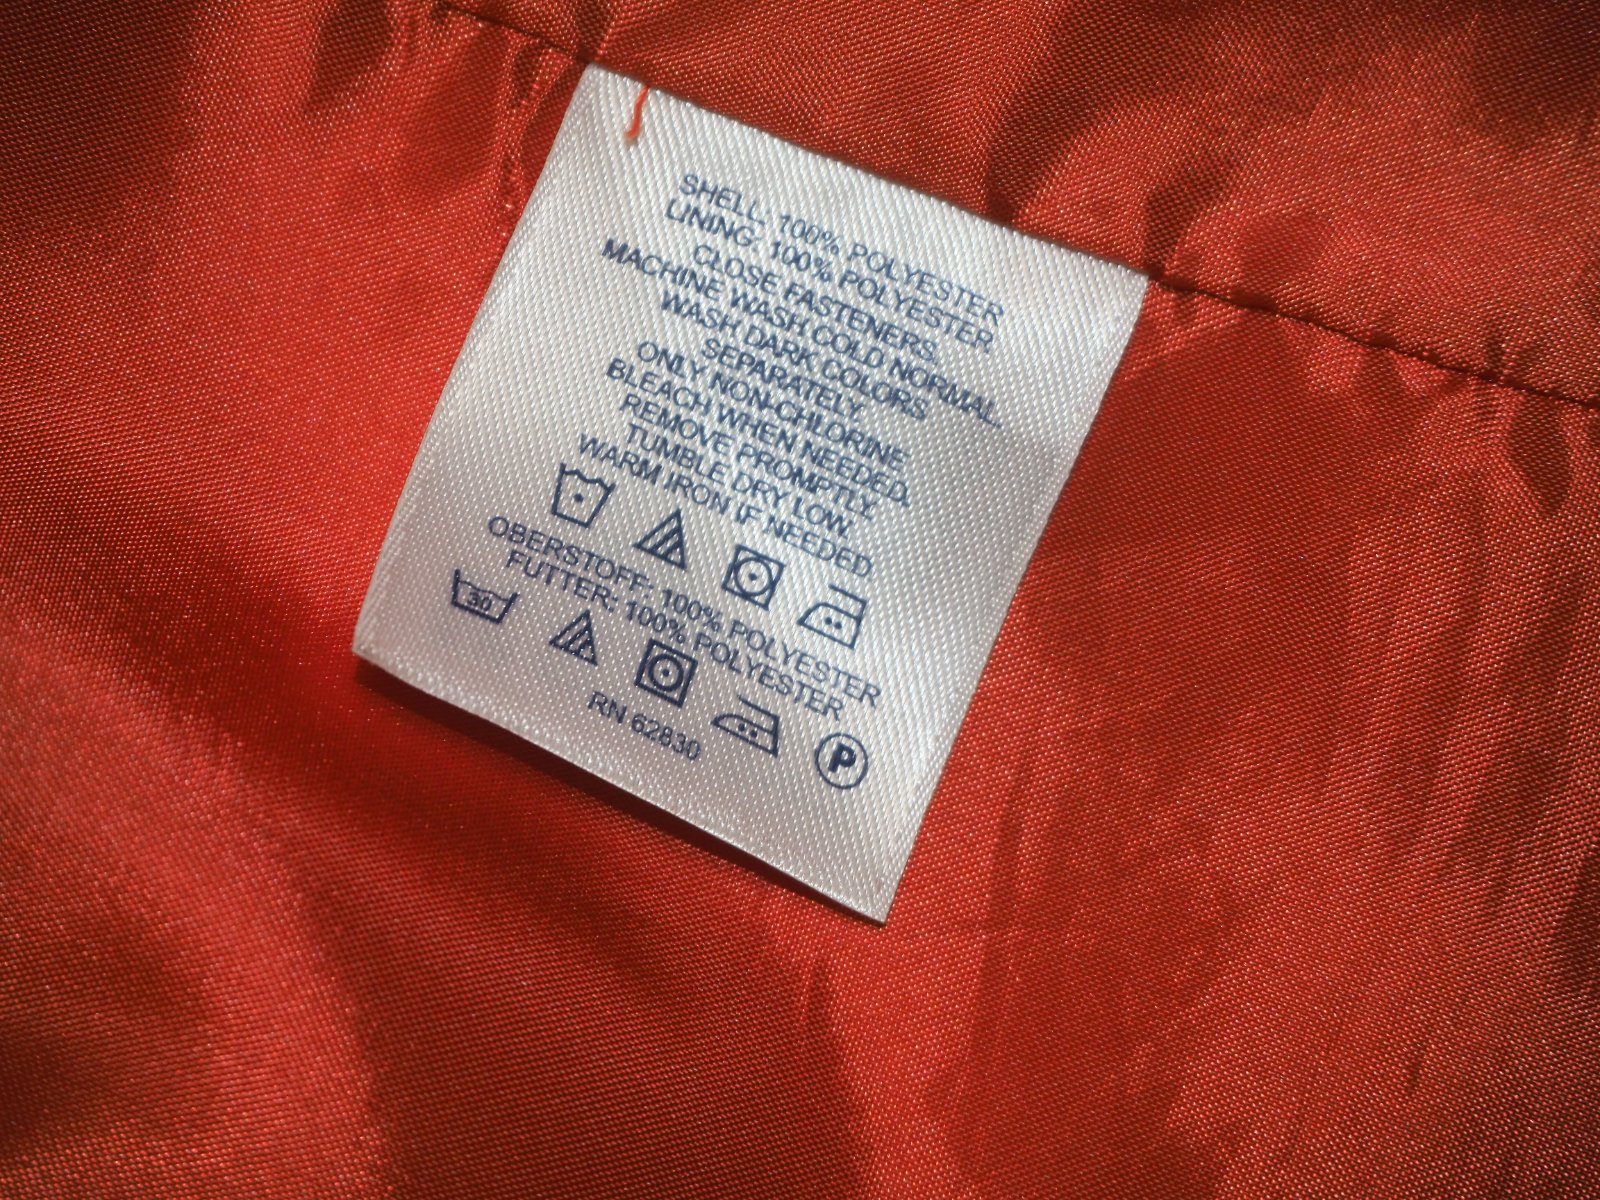 SHELL: 100% POLYESTER
LINING: 100% POLYESTER
CLOSE FASTENERS.
MACHINE WASH COLD NORMAL.
WASH DARK COLORS
SEPARATELY.
ONLY NON-CHLORINE
BLEACH WHEN NEEDED.
REMOVE PROMPTLY.
TUMBLE DRY LOW.
WARM IRON IF NEEDED.
OBERSTOFF: 100% POLYESTER
FUTTER: 100% POLYESTER
30
P
RN 62830